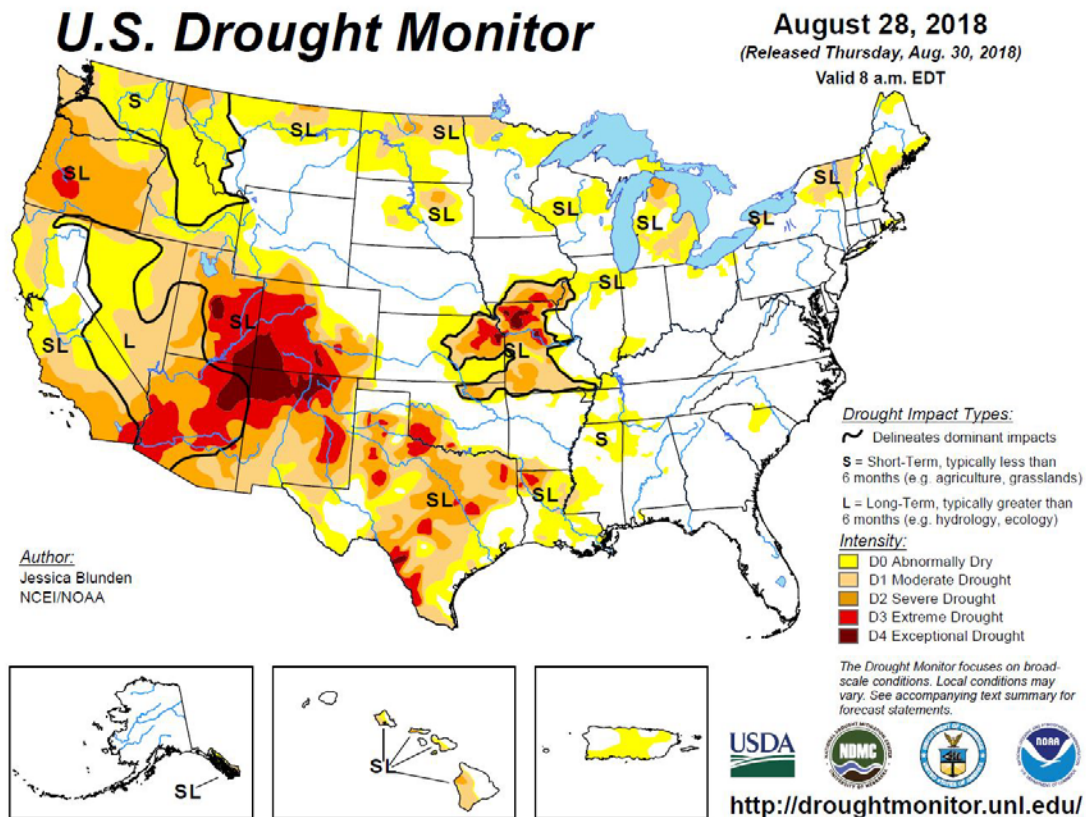 U.S. Drought Monitor
August 28, 2018
(Released Thursday, Aug. 30, 2018)
Valid 8 a.m. EDT
S
SL
SL
SL
SL
SL
SL
SL
SL
SL
SL
SL
L
SL
SL
S
SL
SL
Drought Impact Types:
Delineates dominant impacts
S = Short-Term, typically less than
6 months (e.g. agriculture, grasslands)
L = Long-Term, typically greater than
6 months (e.g. hydrology, ecology)
Intensity:
D0 Abnormally Dry
D1 Moderate Drought
D2 Severe Drought
D3 Extreme Drought
D4 Exceptional Drought
Author:
Jessica Blunden
NCEI/NOAA
The Drought Monitor focuses on broad-
scale conditions. Local conditions may
vary. See accompanying text summary for
forecast statements.
SL
SL
USDA
NDMC
NOAA
http://droughtmonitor.unl.edu/